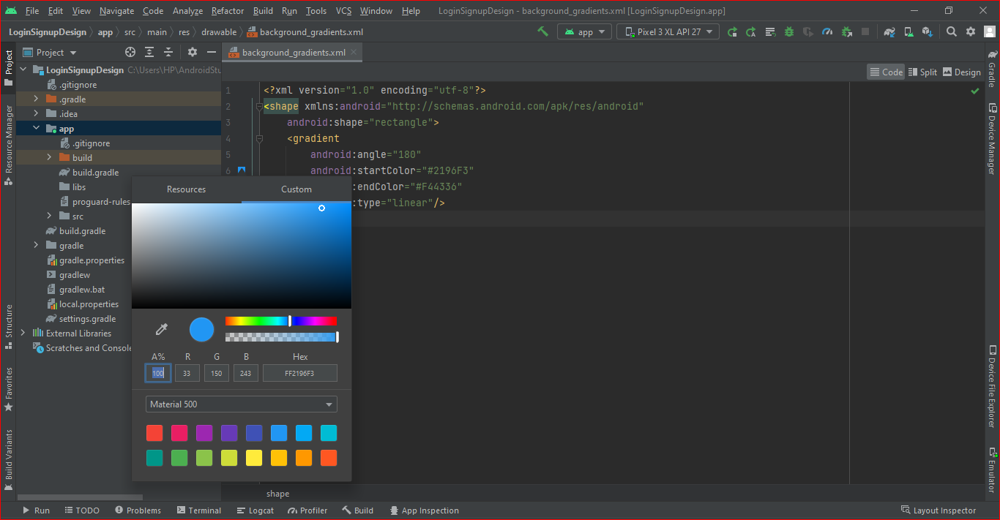 File Edit View Navigate Code Analyze Refactor Build Run Tools VCS Window Help LoginSignupDesign - background_gradients.xml [LoginSignupDesign.app]
LoginSignupDesign app src main res drawable background_gradients.xml app Pixel 3 XL API 27
Project
background_gradients.xml
Code Split Design
Project
Resource Manager
Structure
Favorites
Build Variants
LoginSignupDesign C:\Users\HP\AndroidStu
.gitignore
.gradle
.idea
app
.gitignore
build
build.gradle
libs
proguard-rules
src
build.gradle
gradle
gradle.properties
gradlew
gradlew.bat
local.properties
settings.gradle
External Libraries
Scratches and Console
1 <?xml version="1.0" encoding="utf-8"?>
2 <shape xmlns:android="http://schemas.android.com/apk/res/android"
3 android:shape="rectangle">
4 <gradient
5 android:angle="180"
6 android:startColor="#2196F3"
:endColor="#F44336"
:type="linear"/>
Resources Custom
A% R G B Hex
100 33 150 243 FF2196F3
Material 500
shape
Gradle
Device Manager
Device File Explorer
Emulator
Run TODO Problems Terminal Logcat Profiler Build App Inspection Layout Inspector